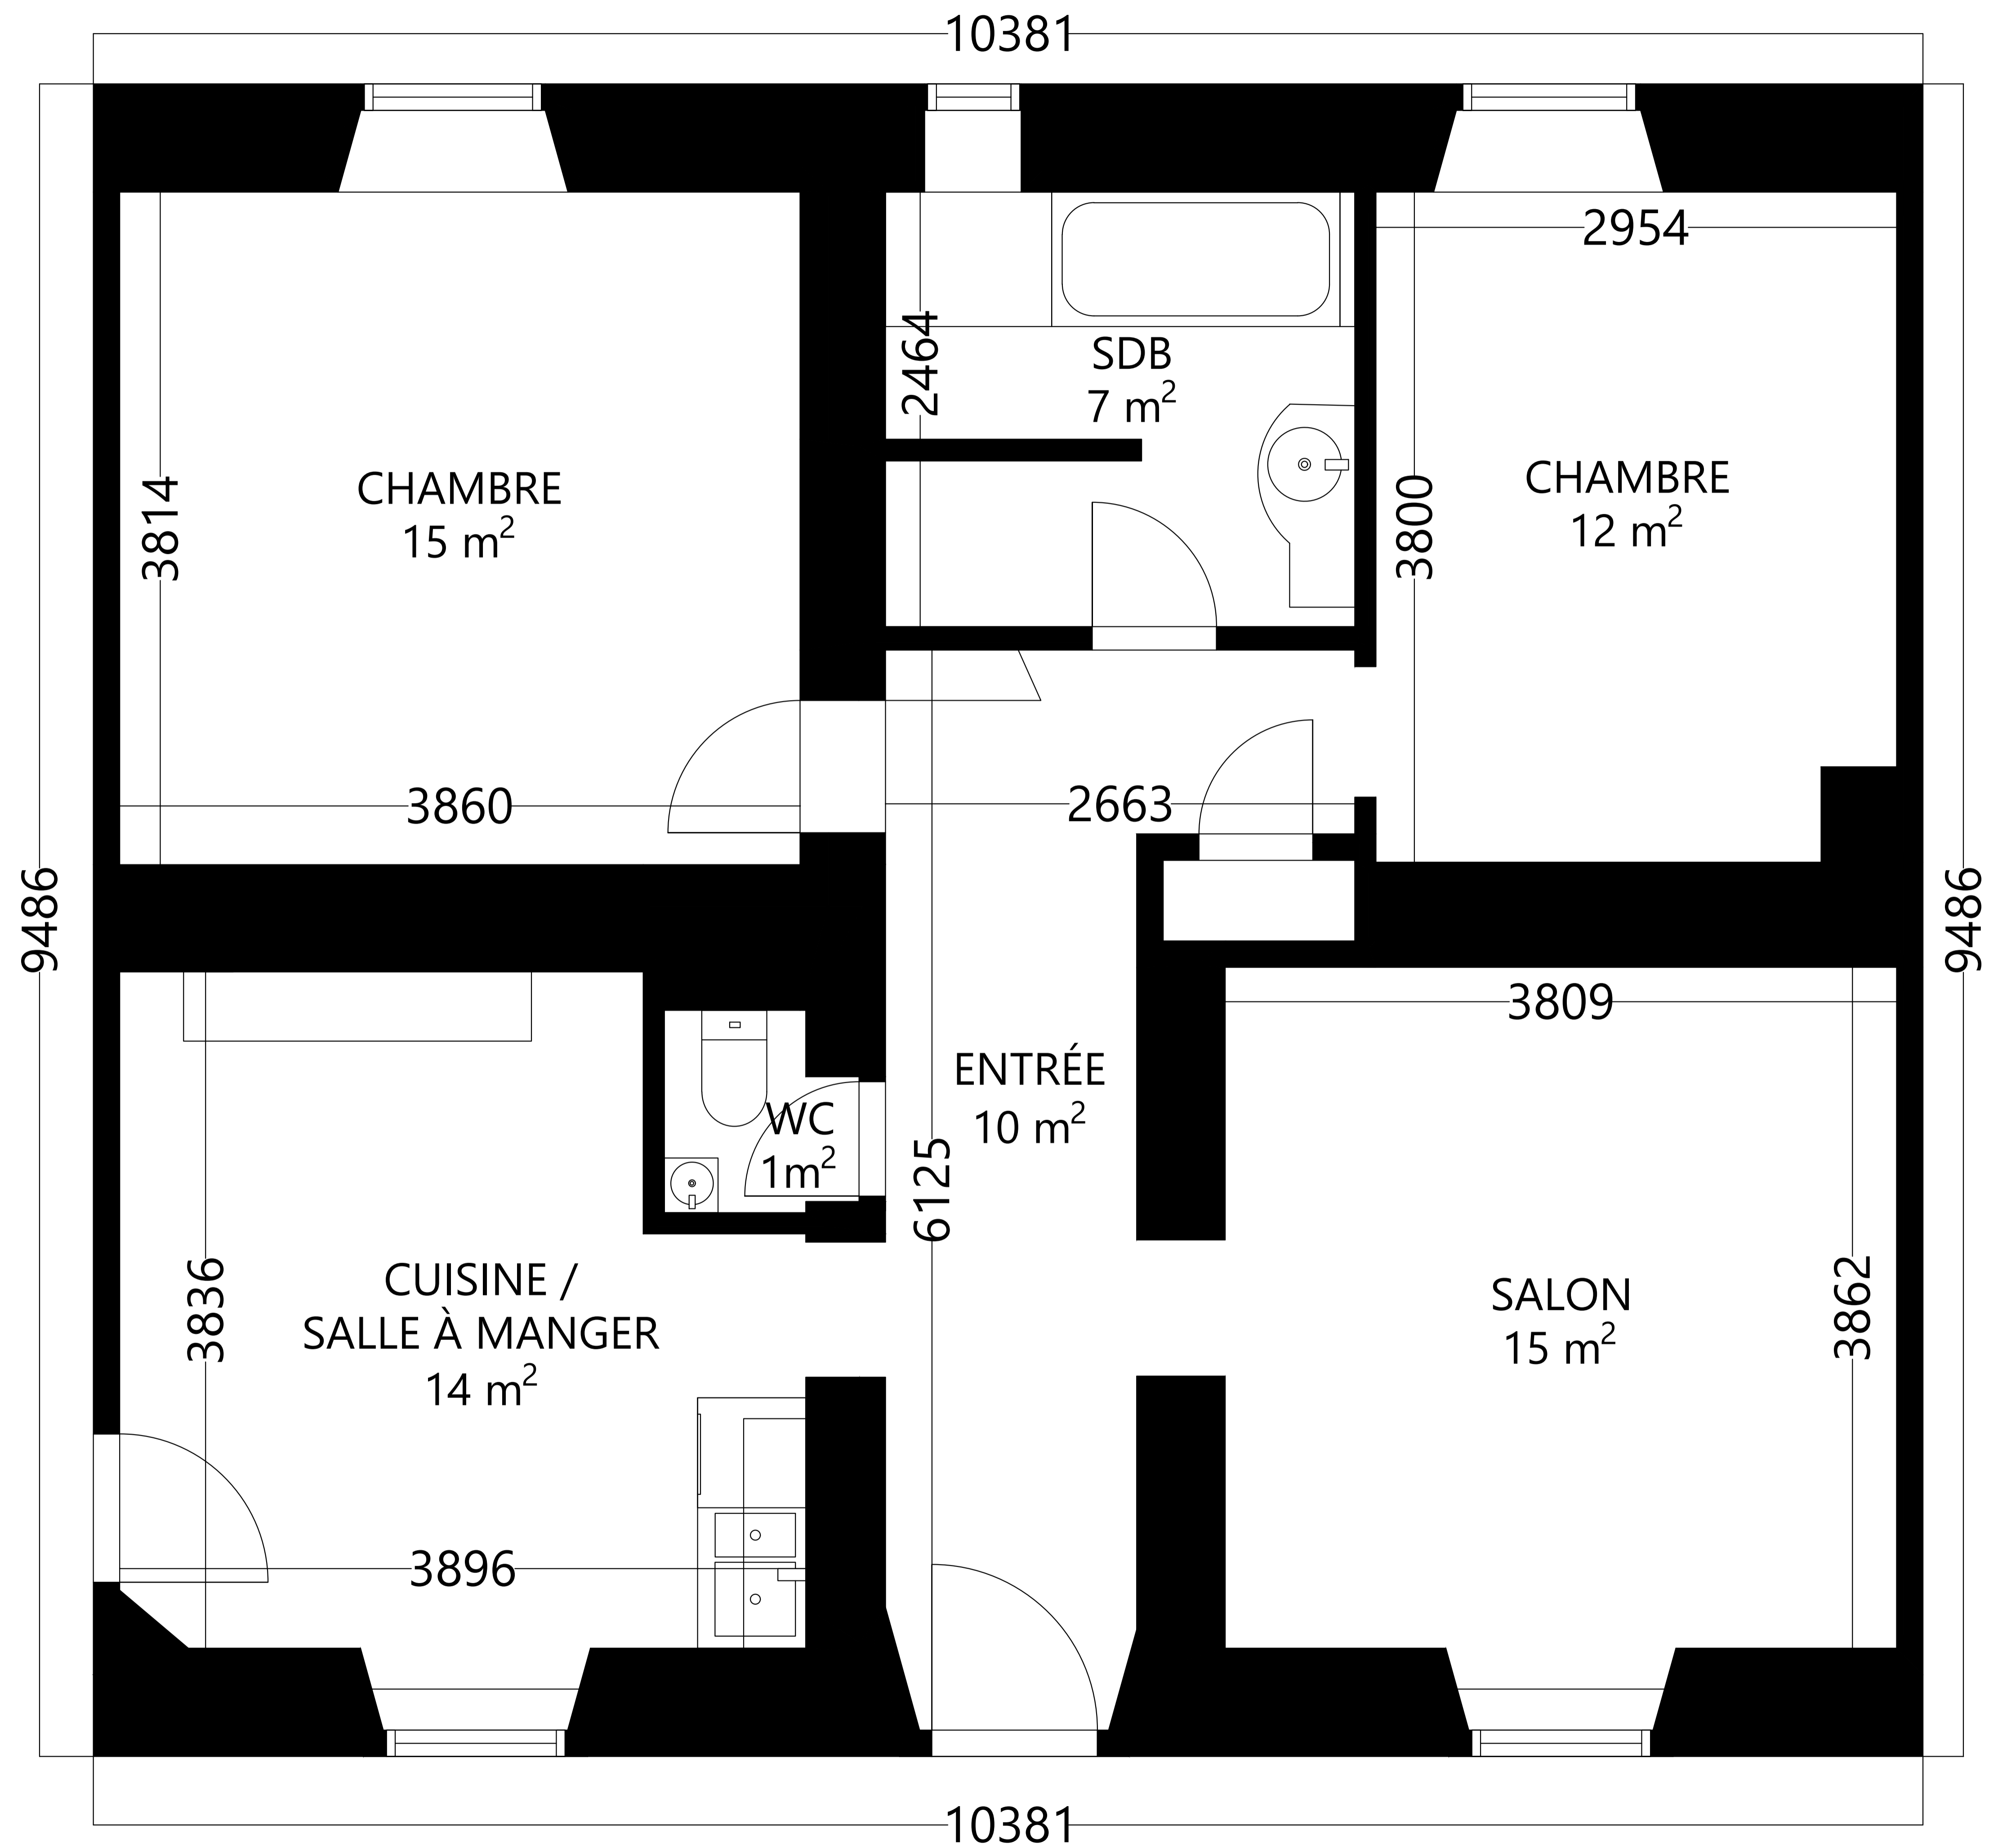 10381
2954
2464
SDB
7 m²
CHAMBRE
15 m²
3814
CHAMBRE
12 m²
3800
3860
2663
9486
9486
3809
ENTRÉE
10 m²
WC
1m²
6125
CUISINE /
SALLE À MANGER
14 m²
3836
SALON
15 m²
3862
3896
10381